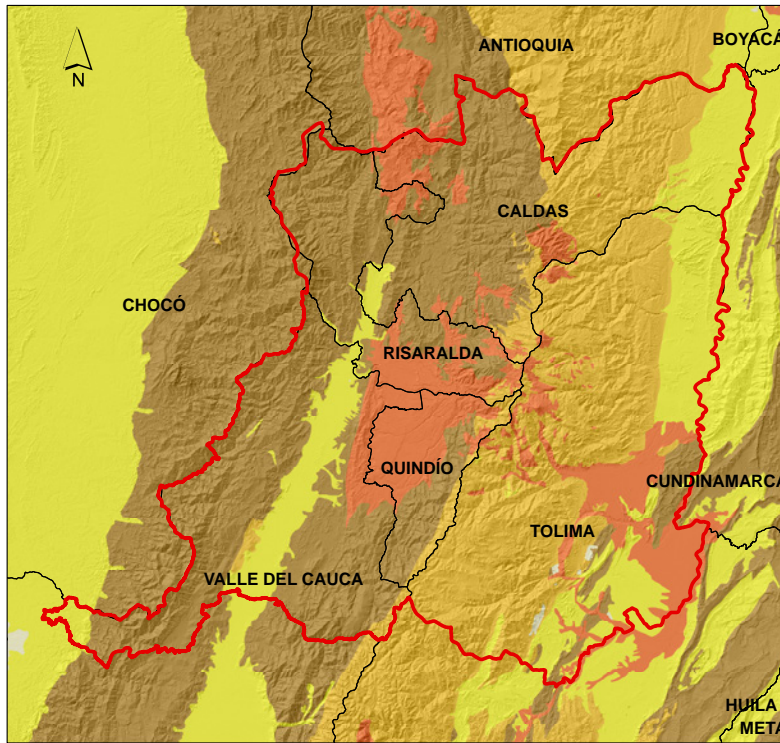 ANTIOQUIA
BOYACÁ
N
CALDAS
CHOCÓ
RISARALDA
QUINDÍO
CUNDINAMARCA
TOLIMA
VALLE DEL CAUCA
HUILA
META